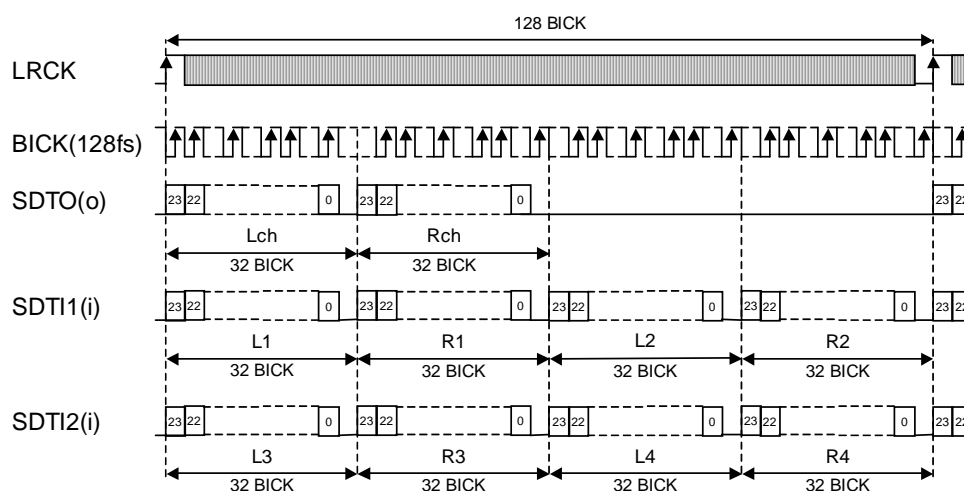 128 BICK
LRCK
BICK(128fs)
SDTO(o)
23 22 0 23 22 0 23 22
Lch Rch
32 BICK 32 BICK
SDTI1(i)
23 22 0 23 22 0 23 22 0 23 22 0 23 22
L1 R1 L2 R2
32 BICK 32 BICK 32 BICK 32 BICK
SDTI2(i)
23 22 0 23 22 0 23 22 0 23 22 0 23 22
L3 R3 L4 R4
32 BICK 32 BICK 32 BICK 32 BICK